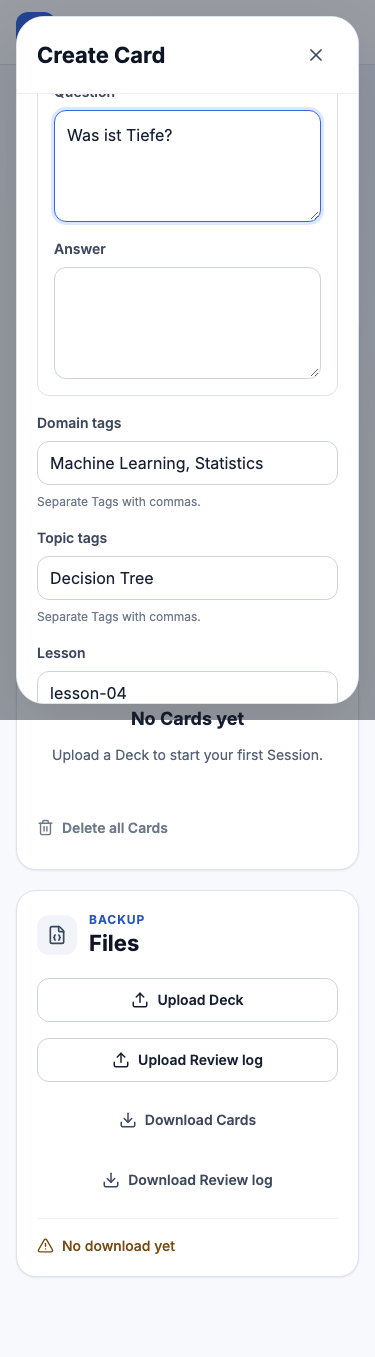 Create Card
Question
Was ist Tiefe?
Answer
Domain tags
Machine Learning, Statistics
Separate Tags with commas.
Topic tags
Decision Tree
Separate Tags with commas.
Lesson
lesson-04
No Cards yet
Upload a Deck to start your first Session.
Delete all Cards
BACKUP
Files
Upload Deck
Upload Review log
Download Cards
Download Review log
No download yet